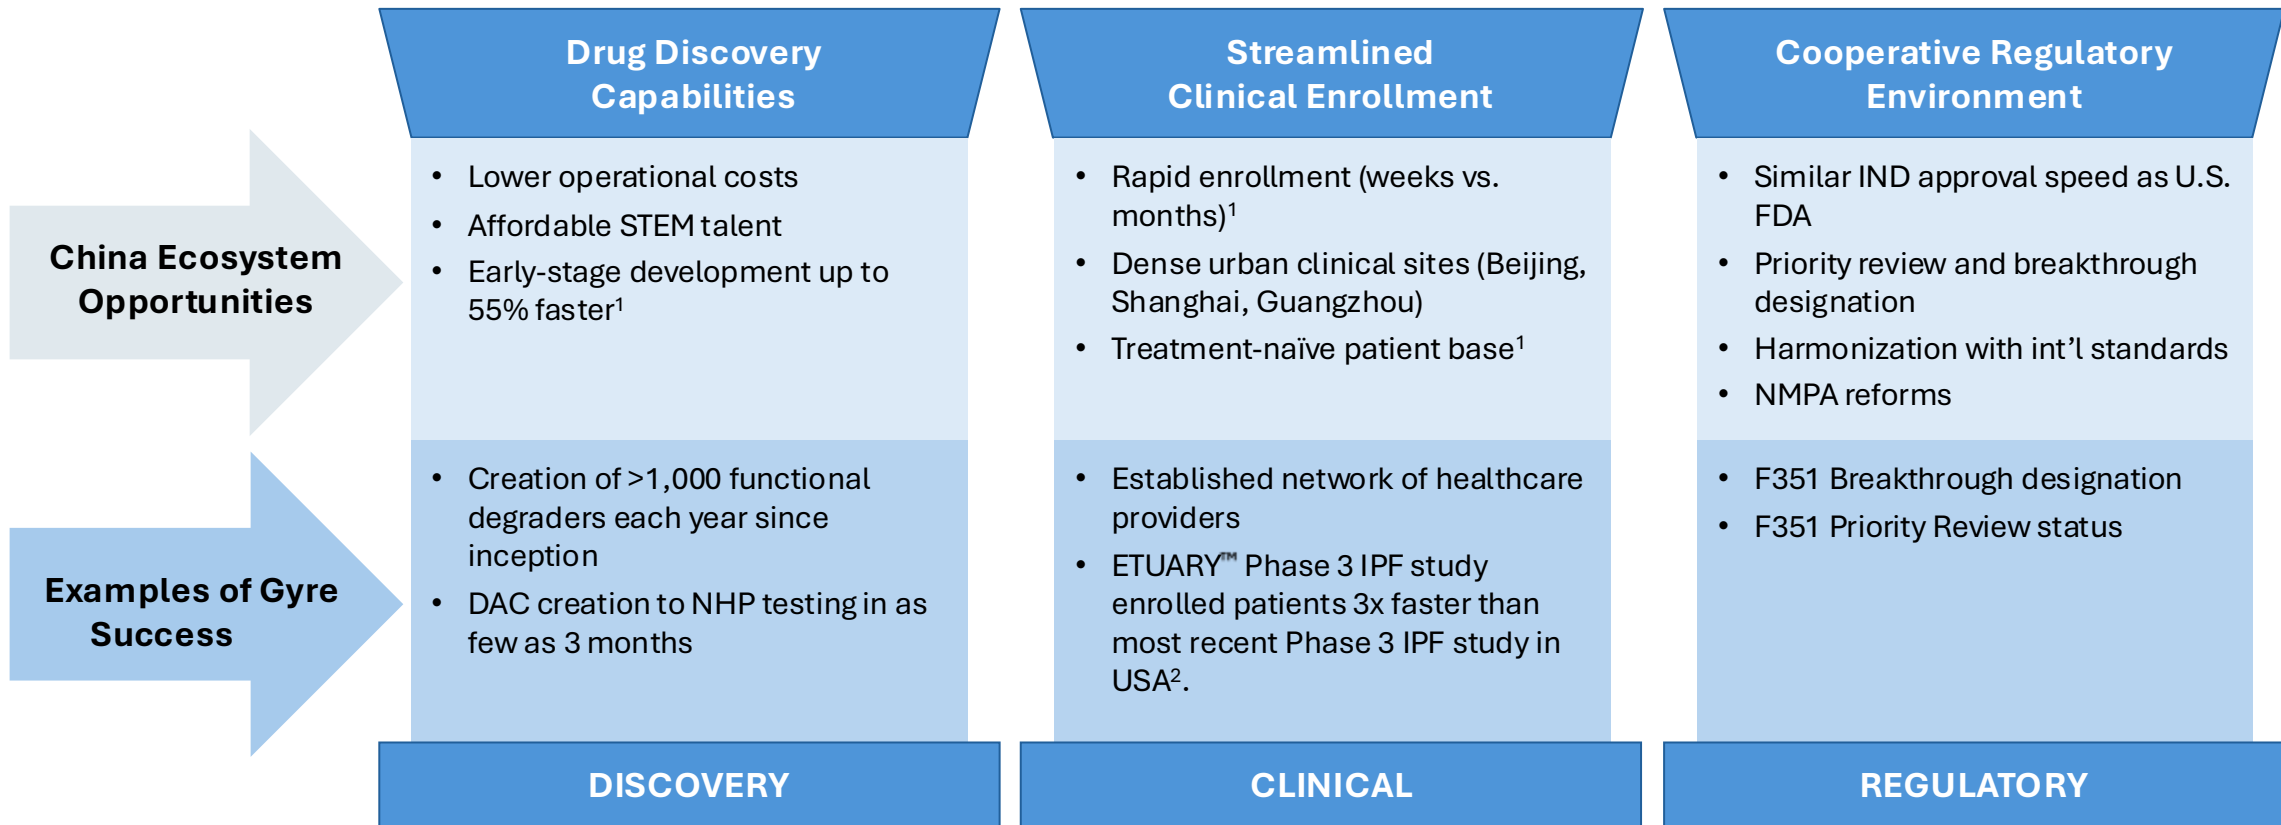 Drug Discovery
Capabilities
Streamlined
Clinical Enrollment
Cooperative Regulatory
Environment
China Ecosystem
Opportunities
• Lower operational costs
• Affordable STEM talent
• Early-stage development up to
55% faster¹
• Rapid enrollment (weeks vs.
months)¹
• Dense urban clinical sites (Beijing,
Shanghai, Guangzhou)
• Treatment-naïve patient base¹
• Similar IND approval speed as U.S.
FDA
• Priority review and breakthrough
designation
• Harmonization with int’l standards
• NMPA reforms
Examples of Gyre
Success
• Creation of >1,000 functional
degraders each year since
inception
• DAC creation to NHP testing in as
few as 3 months
• Established network of healthcare
providers
• ETUARY™ Phase 3 IPF study
enrolled patients 3x faster than
most recent Phase 3 IPF study in
USA².
• F351 Breakthrough designation
• F351 Priority Review status
DISCOVERY
CLINICAL
REGULATORY